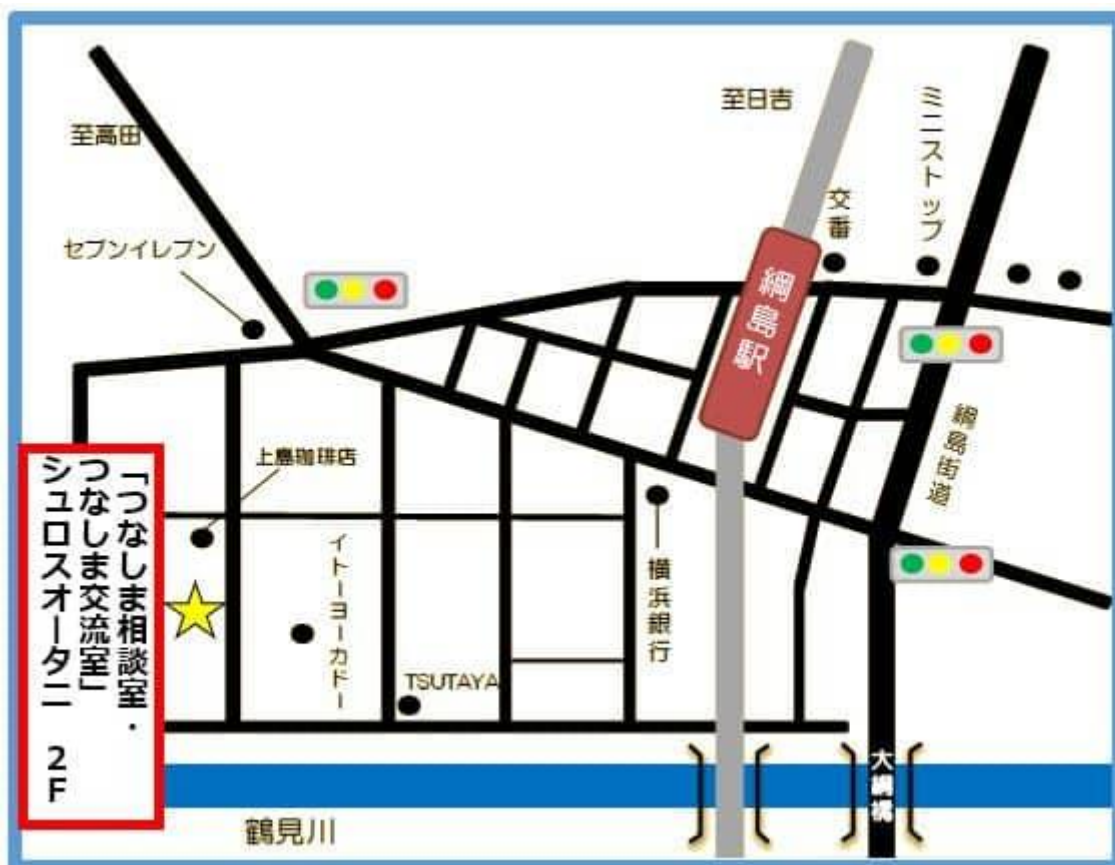 至高田
至日吉
ミニストップ
交番
セブンイレブン
綱島駅
綱島街道
上島珈琲店
イトーヨーカドー
横浜銀行
TSUTAYA
「つなしま相談室・
つなしま交流室」
シュロスオータニ 2F
大綱橋
鶴見川